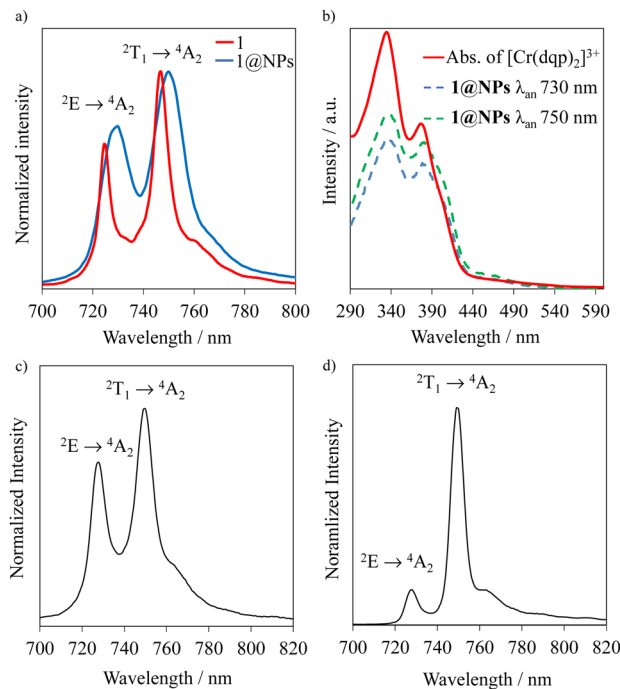 a)
²T₁ → ⁴A₂
1
1@NPs
²E → ⁴A₂
Normalized intensity
700 720 740 760 780 800
Wavelength / nm
b)
Abs. of [Cr(dqp)₂]³⁺
1@NPs λan 730 nm
1@NPs λan 750 nm
Intensity / a.u.
290 340 390 440 490 540 590
Wavelength / nm
c)
²T₁ → ⁴A₂
²E → ⁴A₂
Normalized Intensity
700 720 740 760 780 800 820
Wavelength / nm
d)
²T₁ → ⁴A₂
²E → ⁴A₂
Noramlized Intensity
700 720 740 760 780 800 820
Wavelength / nm